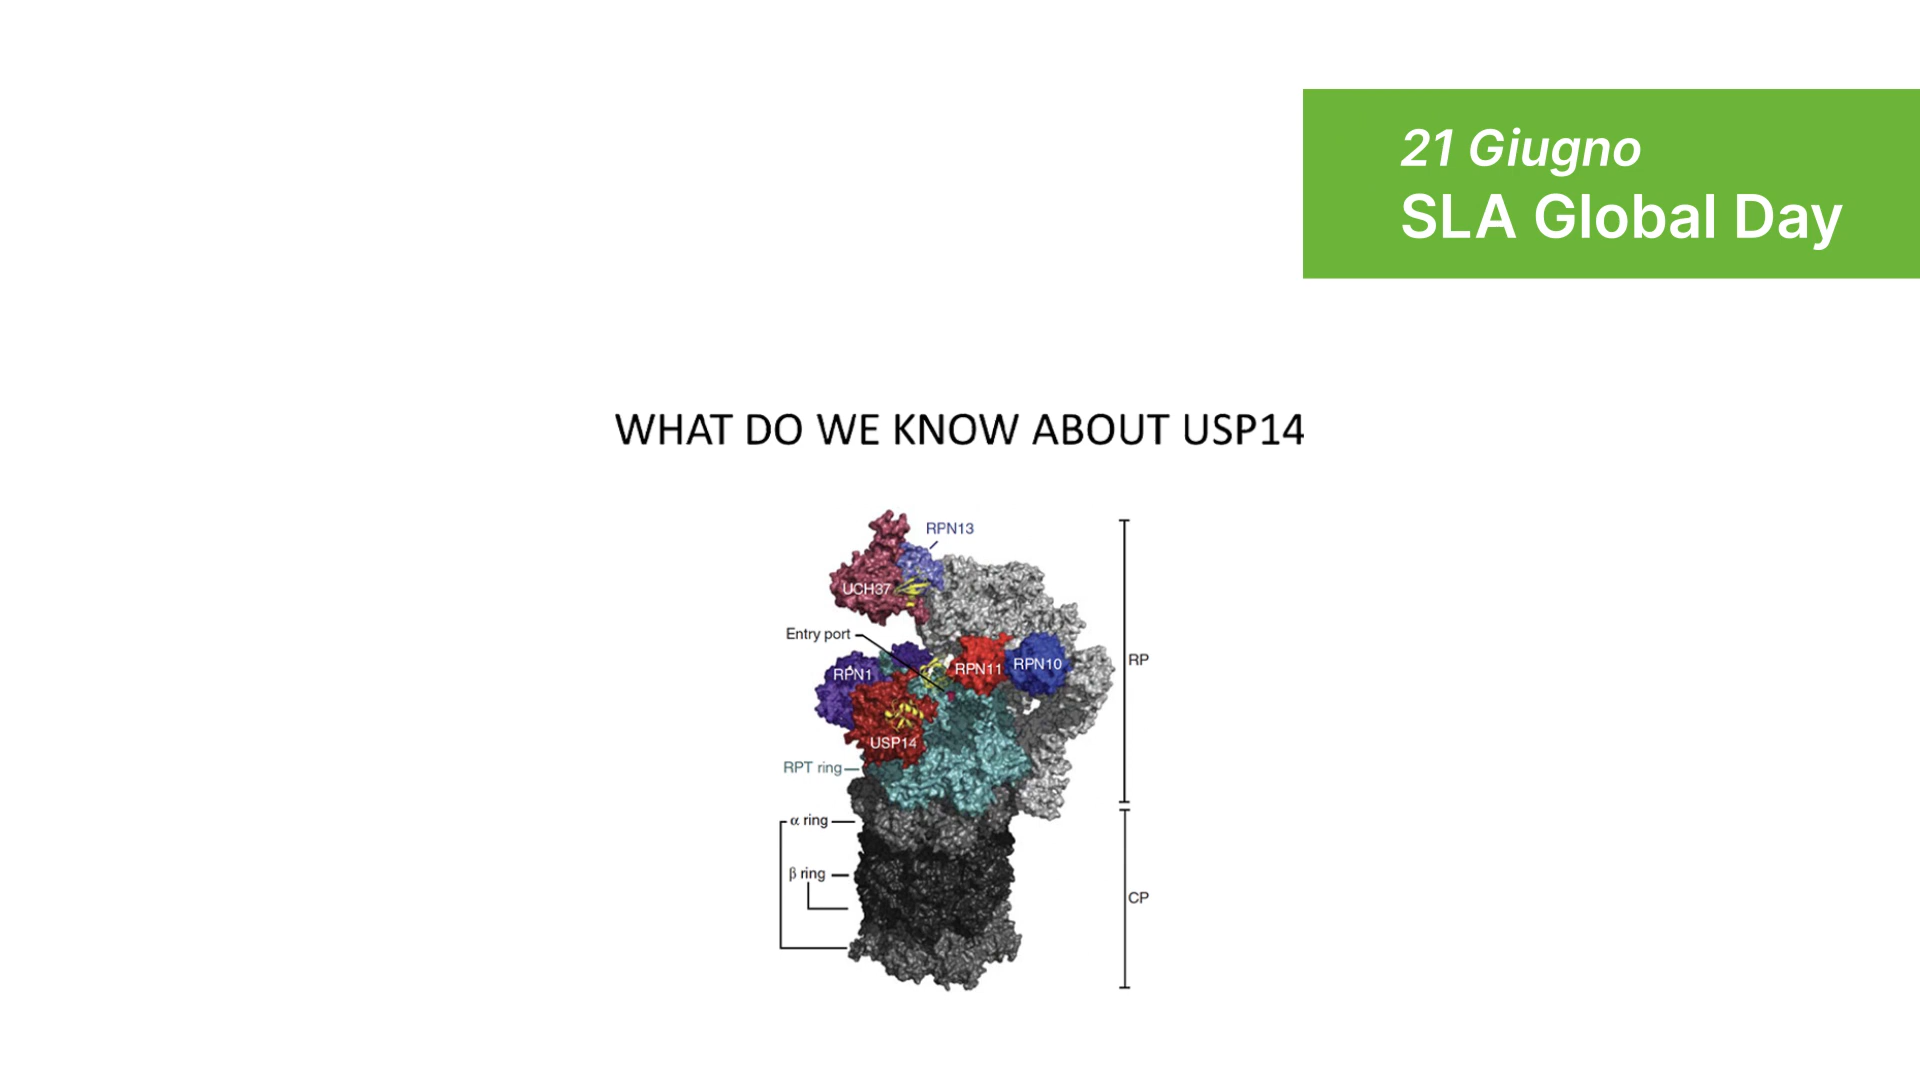 21 Giugno
SLA Global Day
WHAT DO WE KNOW ABOUT USP14
RPN13
UCH37
Entry port
RPN1
RPN11
RPN10
RP
USP14
RPT ring
α ring
β ring
CP